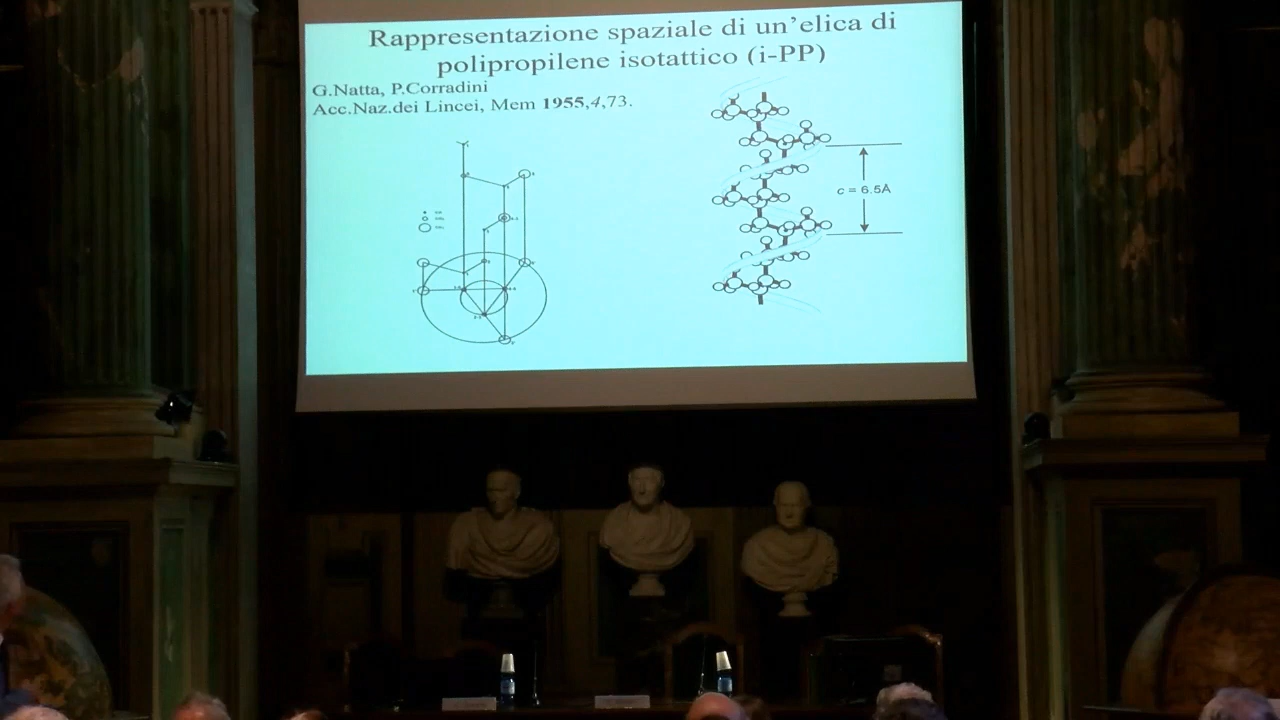 Rappresentazione spaziale di un'elica di
polipropilene isotattico (i-PP)
G.Natta, P.Corradini
Acc.Naz.dei Lincei, Mem 1955,4,73.
c = 6.5Å